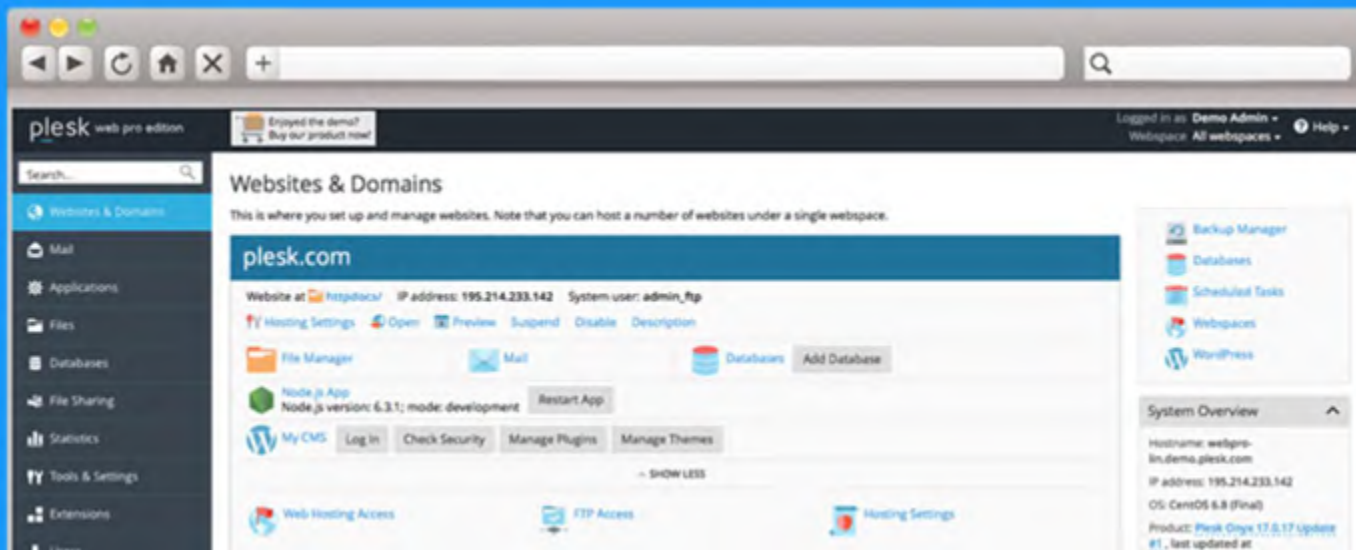 plesk web pro edition
Enjoyed the demo?
Buy our product now!
Logged in as Demo Admin
Webspace All webspaces
Help
Search...
Websites & Domains
Mail
Applications
Files
Databases
File Sharing
Statistics
Tools & Settings
Extensions
Websites & Domains
This is where you set up and manage websites. Note that you can host a number of websites under a single webspace.
plesk.com
Website at httpdocs/ IP address: 195.214.233.142 System user: admin_ftp
Hosting Settings Open Preview Suspend Disable Description
File Manager Mail Databases Add Database
Node.js App
Node.js version: 6.3.1; mode: development Restart App
My CMS Log In Check Security Manage Plugins Manage Themes
SHOW LESS
Web Hosting Access FTP Access Hosting Settings
Backup Manager
Databases
Scheduled Tasks
Webspaces
WordPress
System Overview
Hostname: webpro-
lin.demo.plesk.com
IP address: 195.214.233.142
OS: CentOS 6.8 (Final)
Product: Plesk Onyx 17.0.17 Update
#1, last updated at